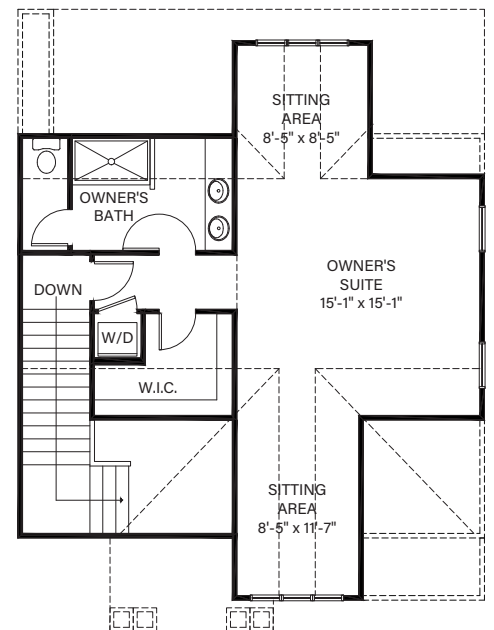 SITTING
AREA
8'-5" x 8'-5"
OWNER'S
BATH
OWNER'S
SUITE
15'-1" x 15'-1"
DOWN
W/D
W.I.C.
SITTING
AREA
8'-5" x 11'-7"